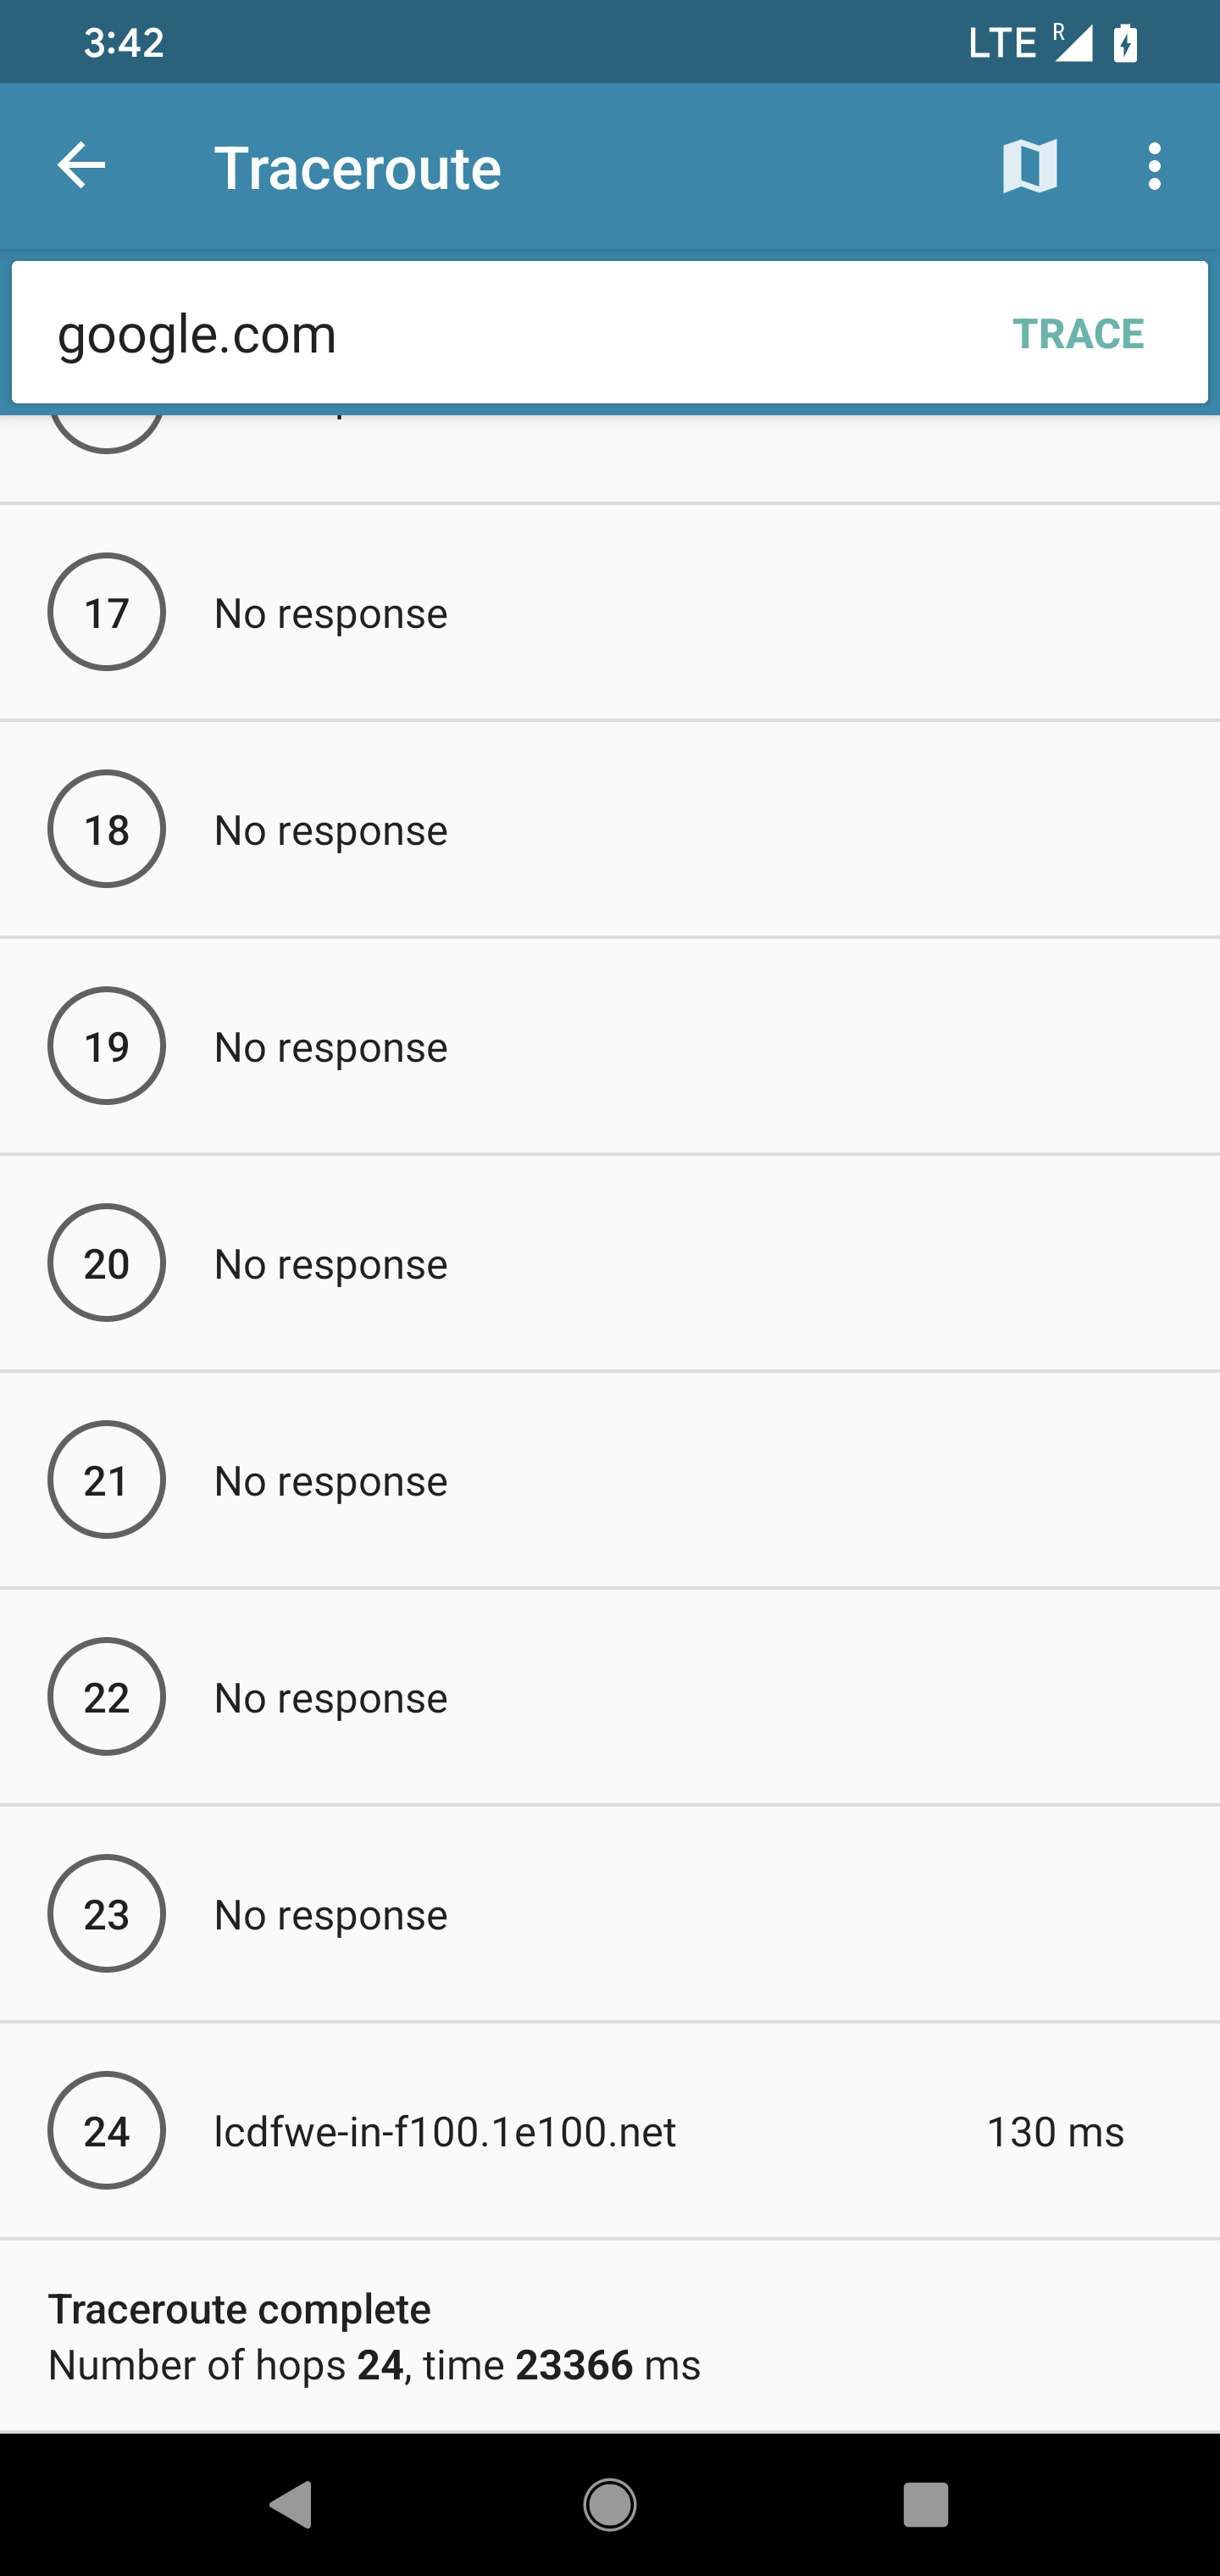 3:42
LTE R
Traceroute
google.com TRACE
17 No response
18 No response
19 No response
20 No response
21 No response
22 No response
23 No response
24 lcdfwe-in-f100.1e100.net 130 ms
Traceroute complete
Number of hops 24, time 23366 ms